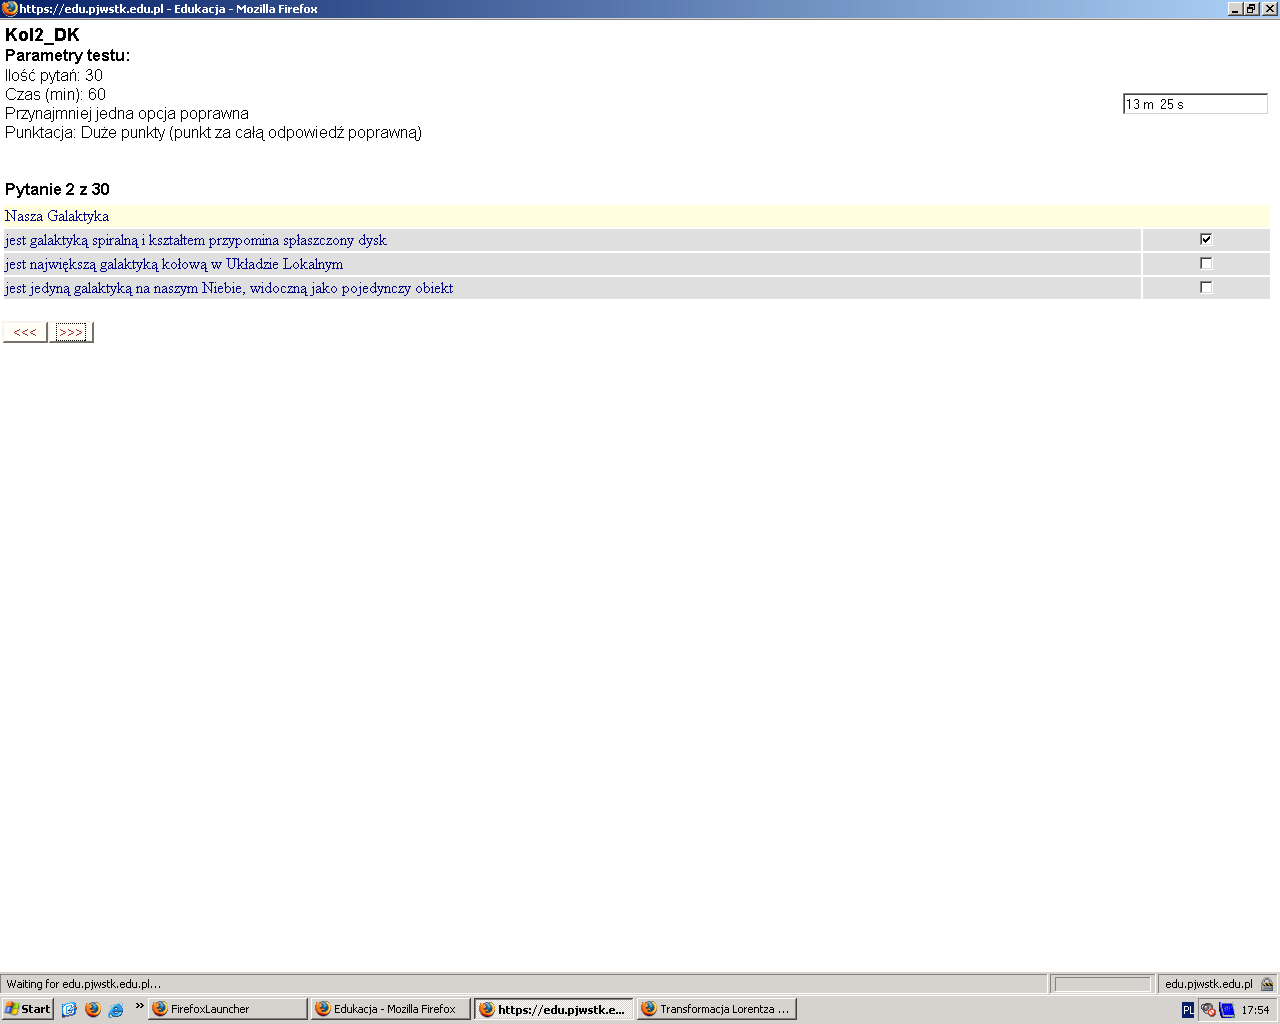 https://edu.pjwstk.edu.pl - Edukacja - Mozilla Firefox
Kol2_DK
Parametry testu:
Ilość pytań: 30
Czas (min): 60
13 m 25 s
Przynajmniej jedna opcja poprawna
Punktacja: Duże punkty (punkt za całą odpowiedź poprawną)
Pytanie 2 z 30
Nasza Galaktyka
jest galaktyką spiralną i kształtem przypomina spłaszczony dysk
jest największą galaktyką kołową w Układzie Lokalnym
jest jedyną galaktyką na naszym Niebie, widoczną jako pojedynczy obiekt
<<< >>>
Waiting for edu.pjwstk.edu.pl... edu.pjwstk.edu.pl
Start » FirefoxLauncher Edukacja - Mozilla Firefox https://edu.pjwstk.e... Transformacja Lorentza ... PL 17:54